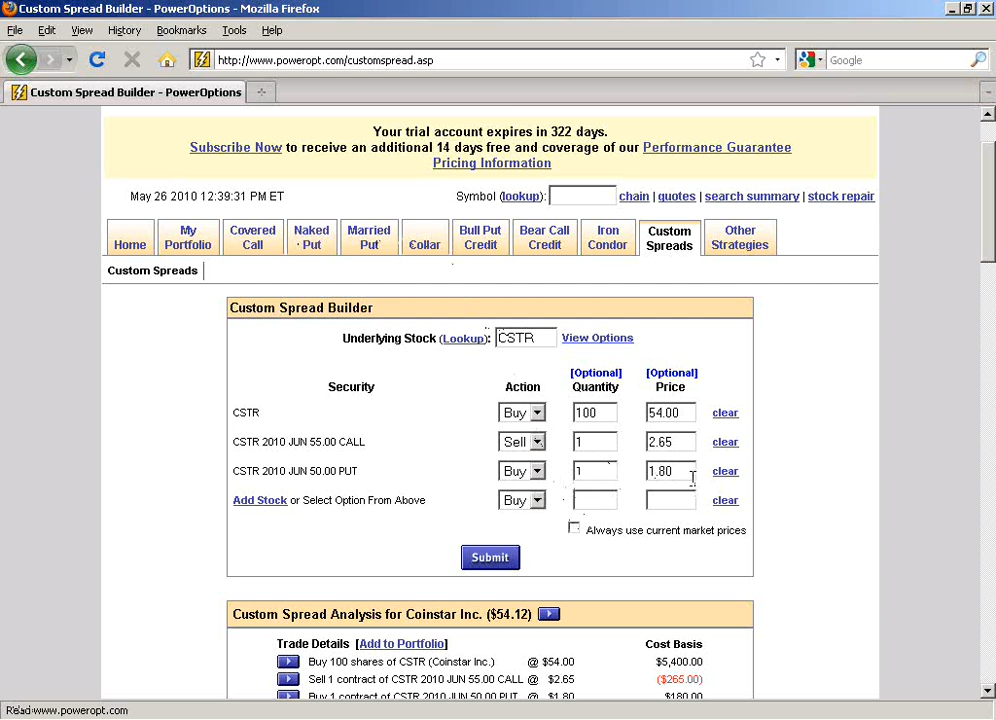 Custom Spread Builder - PowerOptions - Mozilla Firefox
File Edit View History Bookmarks Tools Help
http://www.poweropt.com/customspread.asp
Google
Custom Spread Builder - PowerOptions
Your trial account expires in 322 days.
Subscribe Now to receive an additional 14 days free and coverage of our Performance Guarantee
Pricing Information
May 26 2010 12:39:31 PM ET
Symbol (lookup): chain | quotes | search summary | stock repair
Home
My Portfolio
Covered Call
Naked Put
Married Put
Collar
Bull Put Credit
Bear Call Credit
Iron Condor
Custom Spreads
Other Strategies
Custom Spreads
Custom Spread Builder
Underlying Stock (Lookup): CSTR View Options
[Optional] [Optional]
Security Action Quantity Price
CSTR Buy 100 54.00 clear
CSTR 2010 JUN 55.00 CALL Sell 1 2.65 clear
CSTR 2010 JUN 50.00 PUT Buy 1 1.80 clear
Add Stock or Select Option From Above Buy clear
Always use current market prices
Submit
Custom Spread Analysis for Coinstar Inc. ($54.12)
Trade Details [Add to Portfolio] Cost Basis
Buy 100 shares of CSTR (Coinstar Inc.) @ $54.00 $5,400.00
Sell 1 contract of CSTR 2010 JUN 55.00 CALL @ $2.65 ($265.00)
Buy 1 contract of CSTR 2010 JUN 50.00 PUT @ $1.80 $180.00
www.poweropt.com